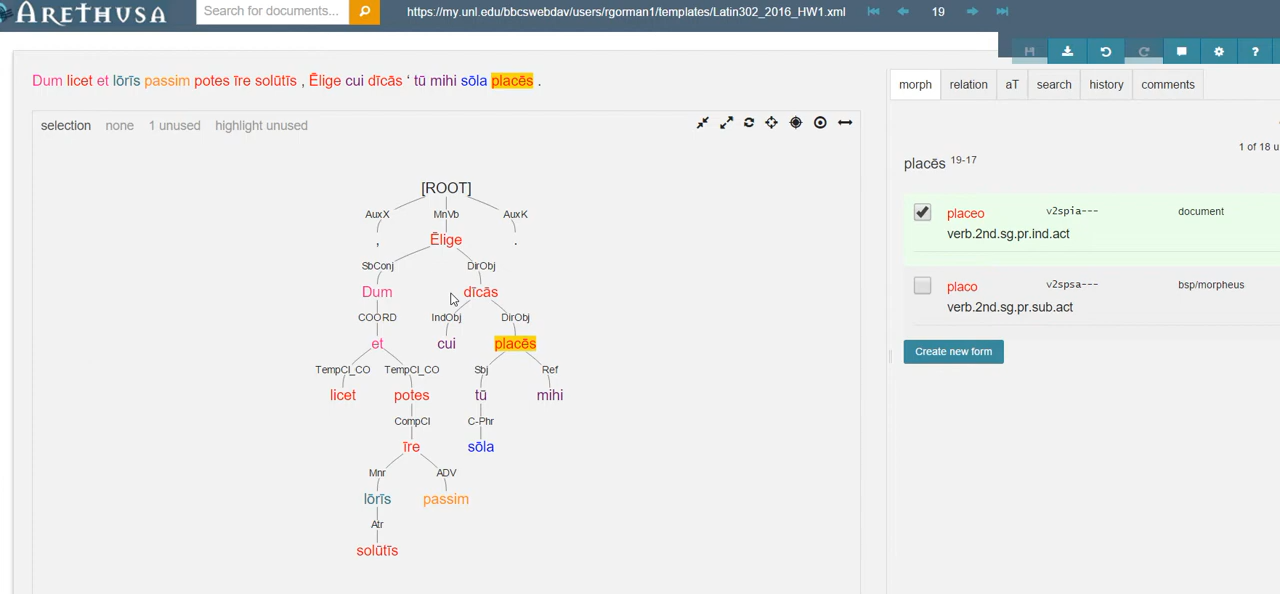 ARETHUSA
Search for documents...
https://my.unl.edu/bbcswebdav/users/rgorman1/templates/Latin302_2016_HW1.xml
19
Dum licet et lōrīs passim potes īre solūtīs , Ēlige cui dīcās ‘ tū mihi sōla placēs .
selection none 1 unused highlight unused
morph relation aT search history comments
1 of 18 u
placēs 19-17
placeo v2spia--- document
verb.2nd.sg.pr.ind.act
placo v2spsa--- bsp/morpheus
verb.2nd.sg.pr.sub.act
Create new form
[ROOT]
AuxX MnVb AuxK
, Ēlige .
SbConj DirObj
Dum dīcās
COORD IndObj DirObj
et cui placēs
TempCl_CO TempCl_CO Sbj Ref
licet potes tū mihi
CompCl C-Phr
īre sōla
Mnr ADV
lōrīs passim
Atr
solūtīs